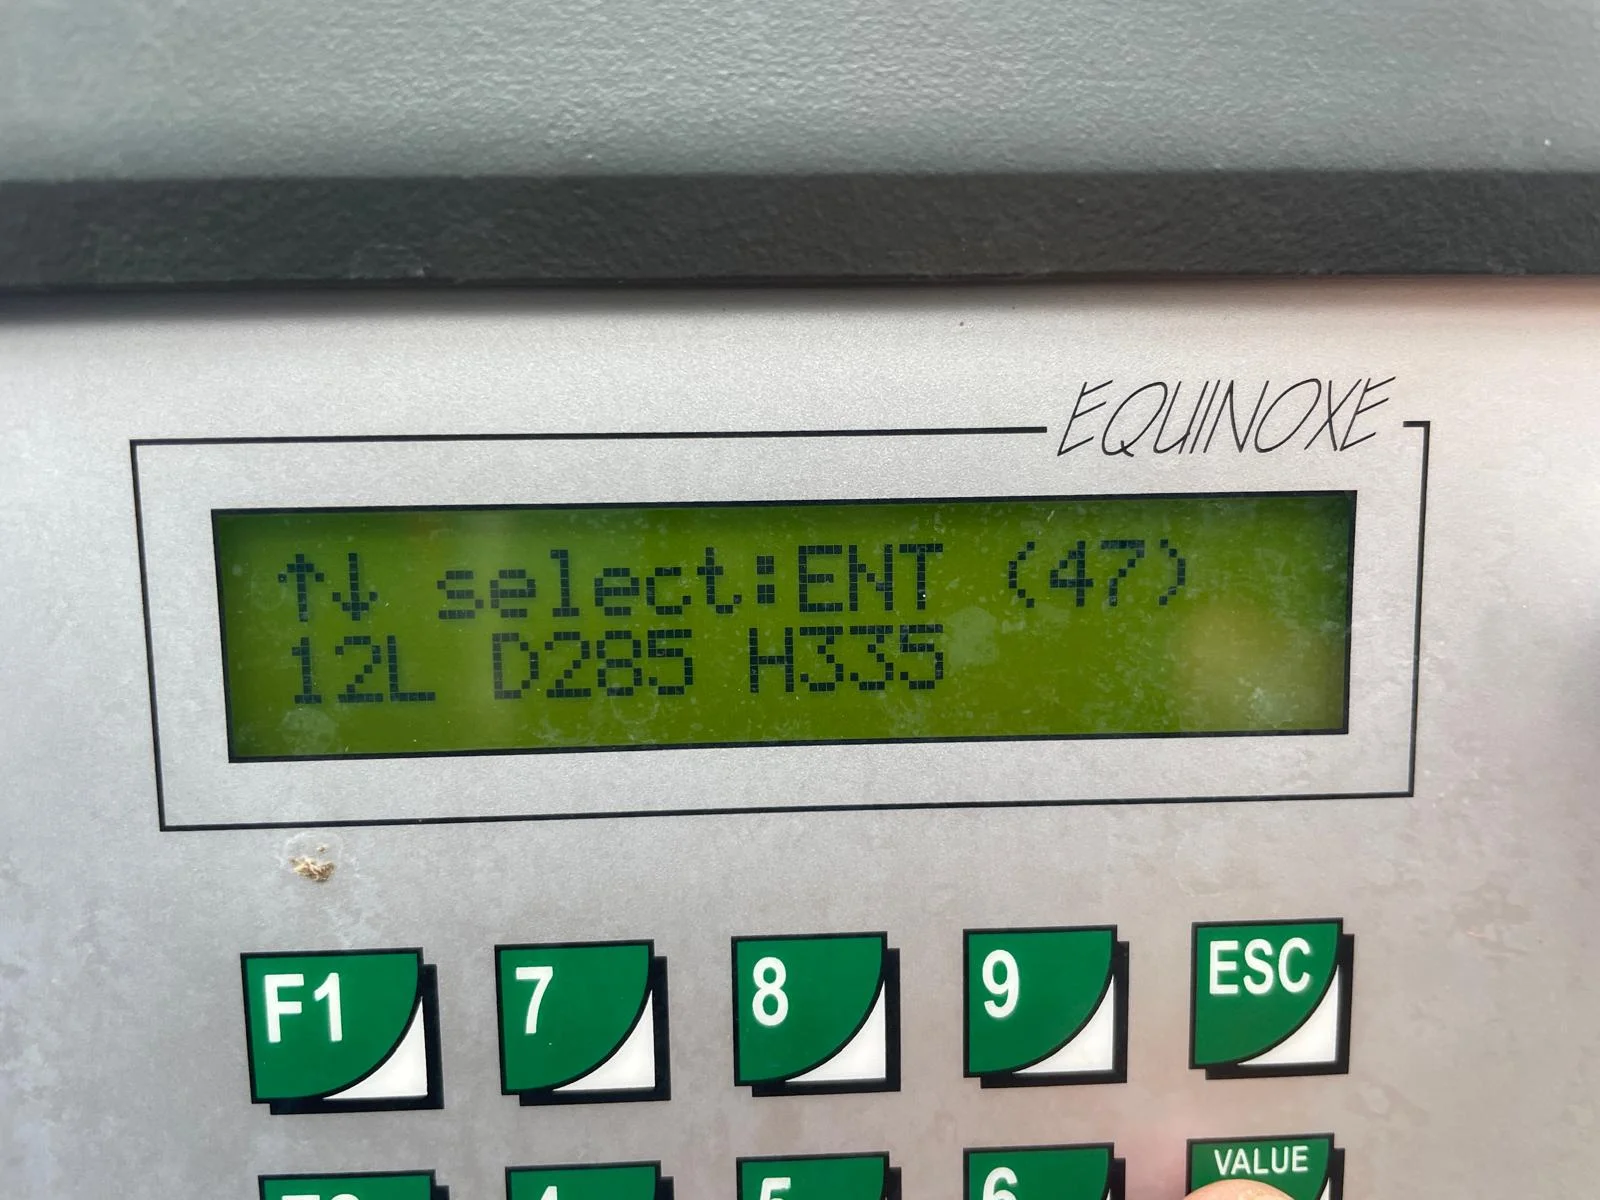 EQUINOXE
↑↓ select:ENT (47)
12L D285 H335
F1 7 8 9 ESC
VALUE